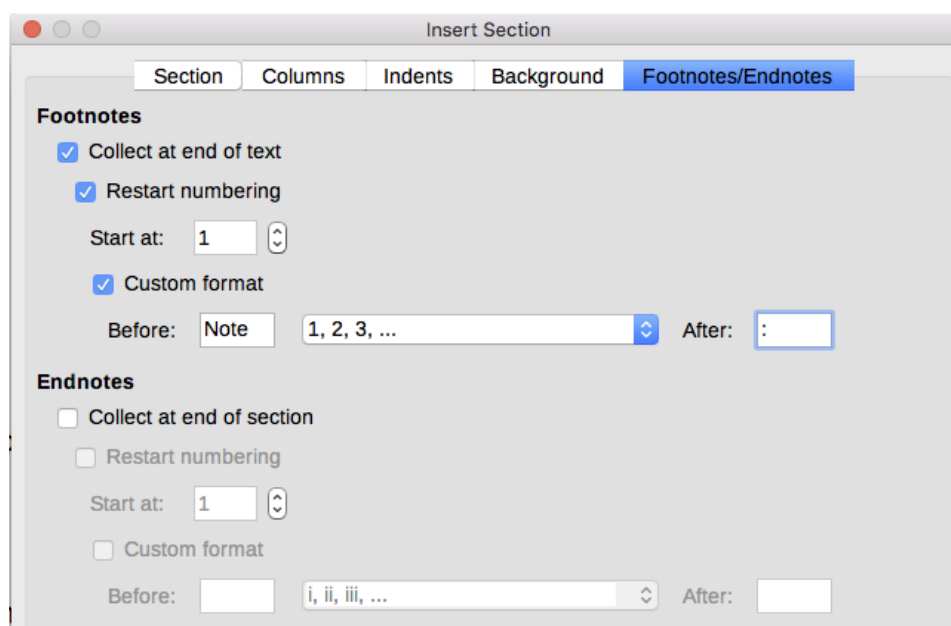 Insert Section
Section Columns Indents Background Footnotes/Endnotes
Footnotes
Collect at end of text
Restart numbering
Start at: 1
Custom format
Before: Note 1, 2, 3, ... After: :
Endnotes
Collect at end of section
Restart numbering
Start at: 1
Custom format
Before: i, ii, iii, ... After: